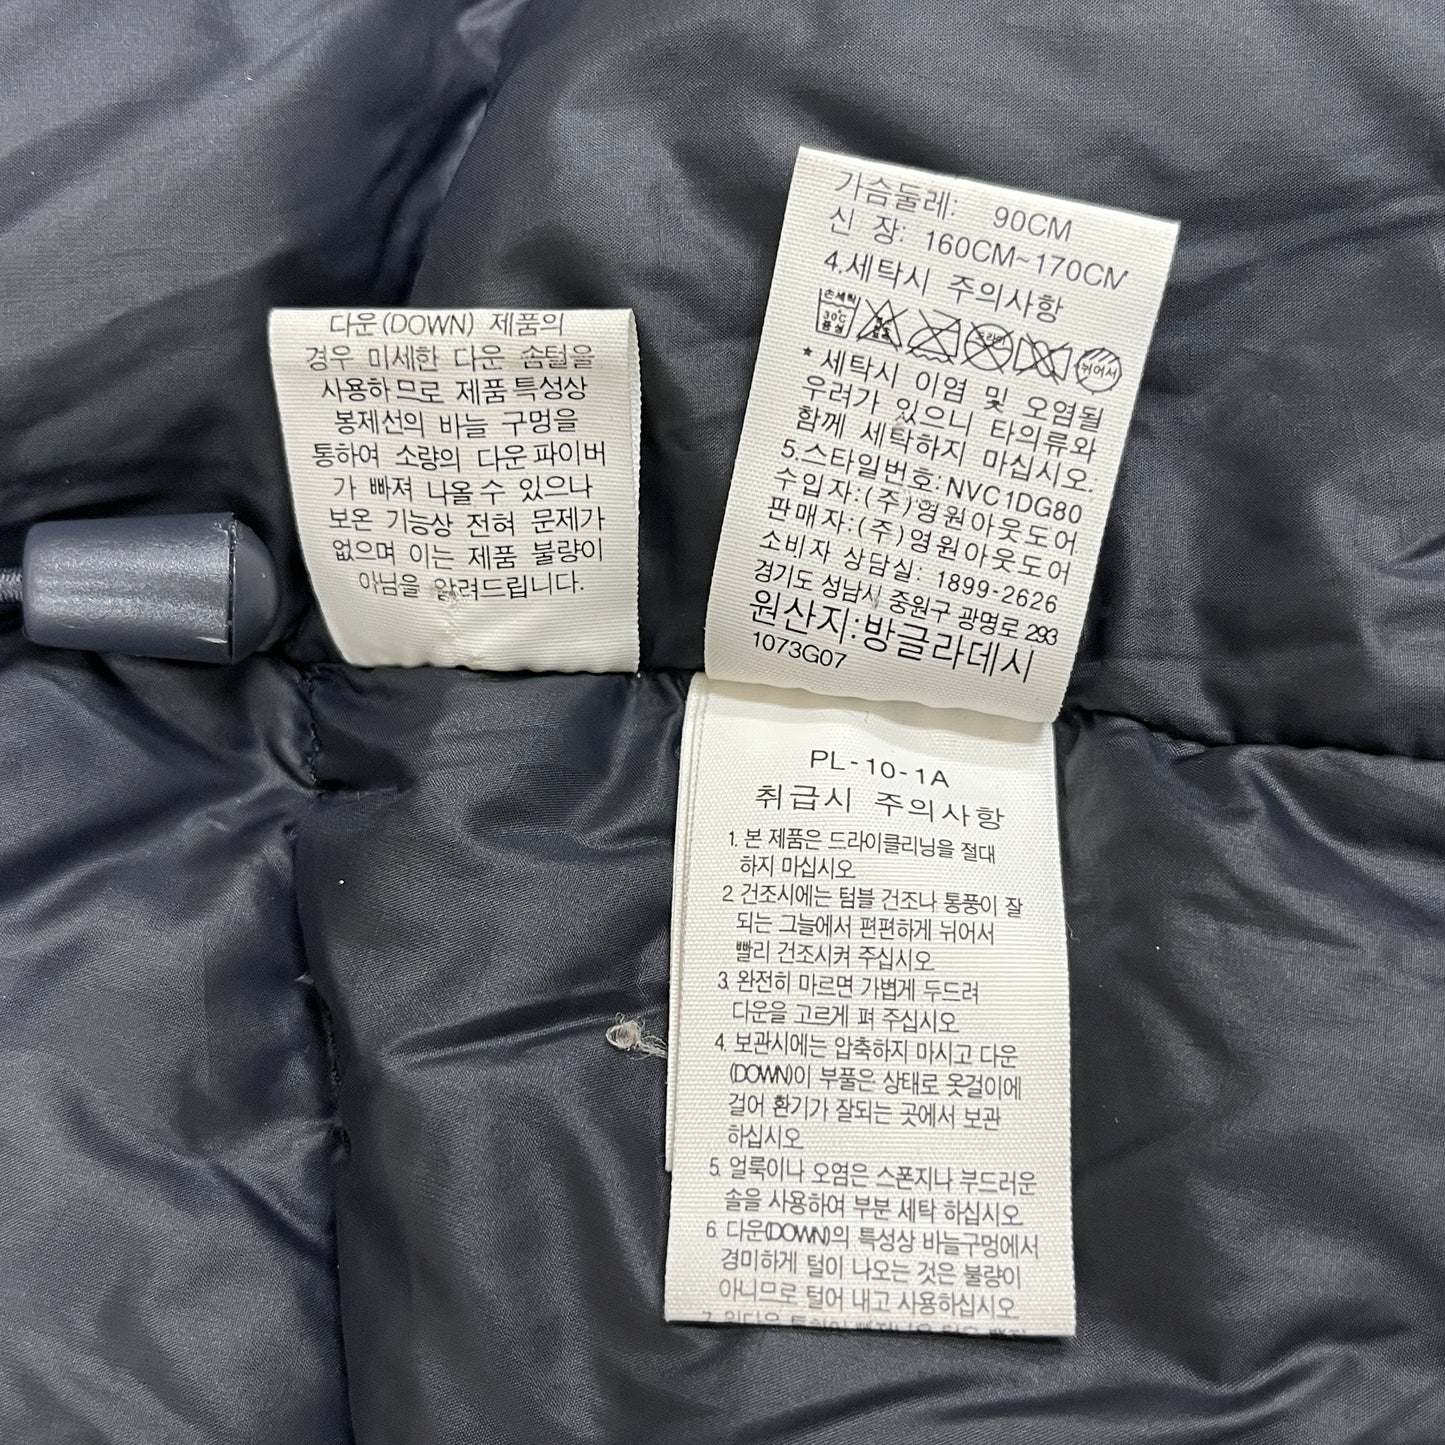 다운(DOWN) 제품의
경우 미세한 다운 솜털을
사용하므로 제품특성상
봉제선의 바늘 구멍을
통하여 소량의 다운파이버
가 빠져 나올수 있으나
보온 기능상 전혀 문제가
없으며 이는 제품 불량이
아님을 알려드립니다.
가슴둘레: 90CM
신 장: 160CM~170CM
4.세탁시 주의사항
손세탁 30℃ 중성 드라이 뉘어서
* 세탁시 이염 및 오염될
우려가 있으니 타의류와
함께 세탁하지 마십시오.
5.스타일번호:NVC1DG80
수입자:(주)영원아웃도어
판매자:(주)영원아웃도어
소비자 상담실: 1899-2626
경기도 성남시 중원구 광명로 293
원산지:방글라데시
1073G07
PL-10-1A
취급시 주의사항
1. 본 제품은 드라이클리닝을 절대
하지 마십시오.
2. 건조시에는 텀블 건조나 통풍이 잘
되는 그늘에서 편편하게 뉘어서
빨리 건조시켜 주십시오.
3. 완전히 마르면 가볍게 두드려
다운을 고르게 펴 주십시오.
4. 보관시에는 압축하지 마시고 다운
(DOWN)이 부풀은 상태로 옷걸이에
걸어 환기가 잘되는 곳에서 보관
하십시오.
5. 얼룩이나 오염은 스폰지나 부드러운
솔을 사용하여 부분 세탁 하십시오.
6. 다운(DOWN)의 특성상 바늘구멍에서
경미하게 털이 나오는 것은 불량이
아니므로 털어 내고 사용하십시오.